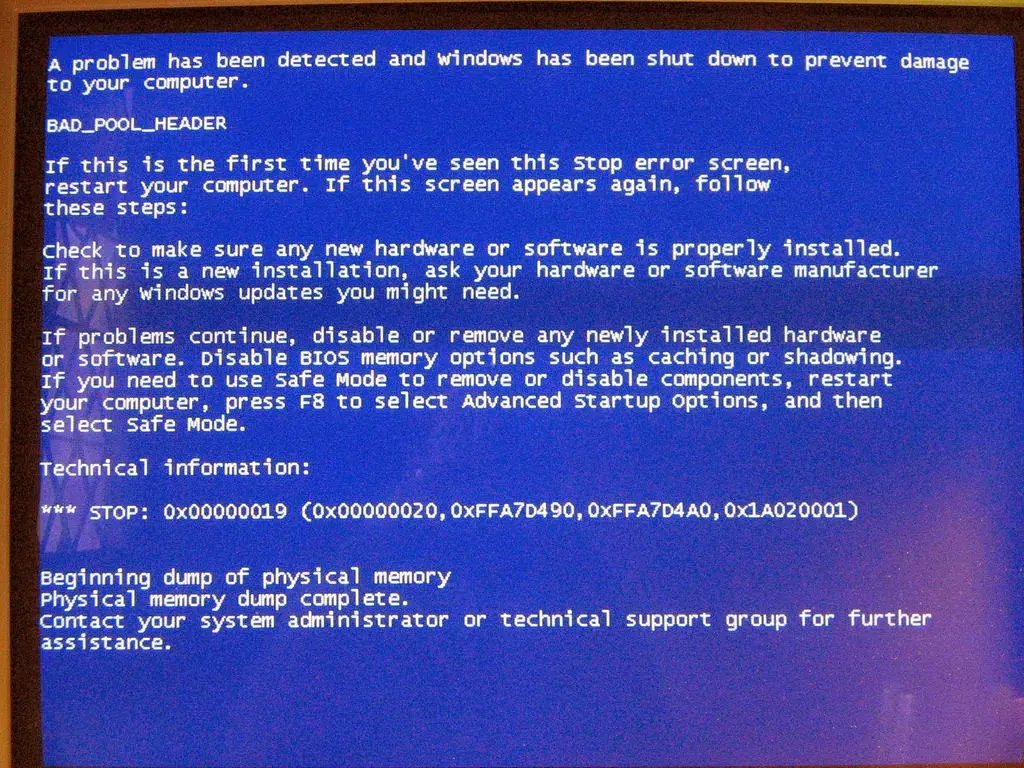 A problem has been detected and Windows has been shut down to prevent damage
to your computer.
BAD_POOL_HEADER
If this is the first time you've seen this Stop error screen,
restart your computer. If this screen appears again, follow
these steps:
Check to make sure any new hardware or software is properly installed.
If this is a new installation, ask your hardware or software manufacturer
for any Windows updates you might need.
If problems continue, disable or remove any newly installed hardware
or software. Disable BIOS memory options such as caching or shadowing.
If you need to use Safe Mode to remove or disable components, restart
your computer, press F8 to select Advanced Startup Options, and then
select Safe Mode.
Technical information:
*** STOP: 0x00000019 (0x00000020,0xFFA7D490,0xFFA7D4A0,0x1A020001)
Beginning dump of physical memory
Physical memory dump complete.
Contact your system administrator or technical support group for further
assistance.